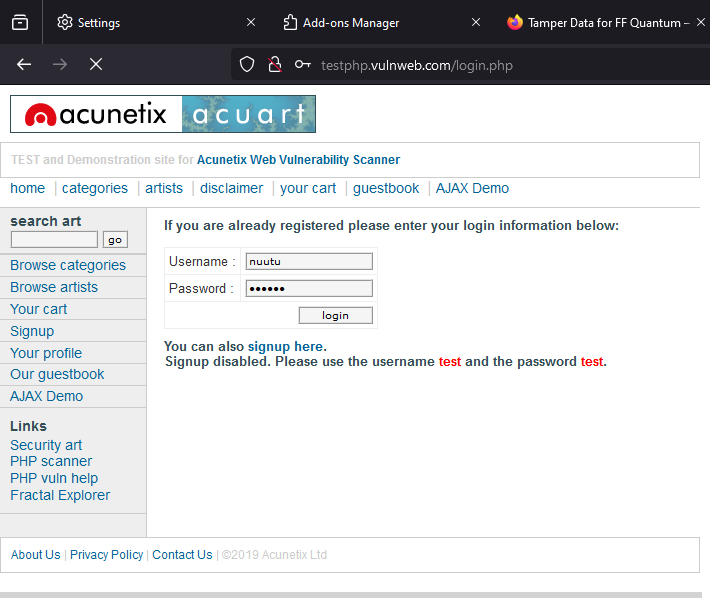 Settings
Add-ons Manager
Tamper Data for FF Quantum –
testphp.vulnweb.com/login.php
acunetix acuart
TEST and Demonstration site for Acunetix Web Vulnerability Scanner
home | categories | artists | disclaimer | your cart | guestbook | AJAX Demo
search art
go
Browse categories
Browse artists
Your cart
Signup
Your profile
Our guestbook
AJAX Demo
Links
Security art
PHP scanner
PHP vuln help
Fractal Explorer
If you are already registered please enter your login information below:
Username : nuutu
Password : ••••••
login
You can also signup here.
Signup disabled. Please use the username test and the password test.
About Us | Privacy Policy | Contact Us | ©2019 Acunetix Ltd